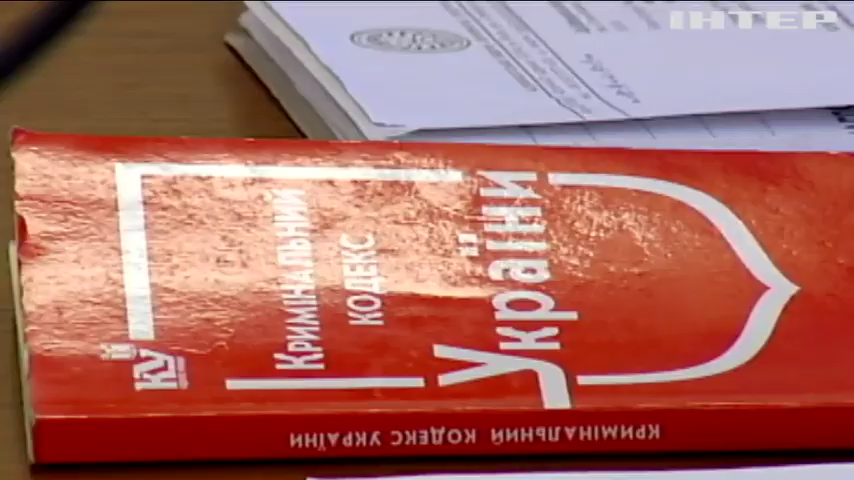 ІНТЕР
Кримінальний
кодекс
України
КУ
КРИМІНАЛЬНИЙ КОДЕКС УКРАЇНИ